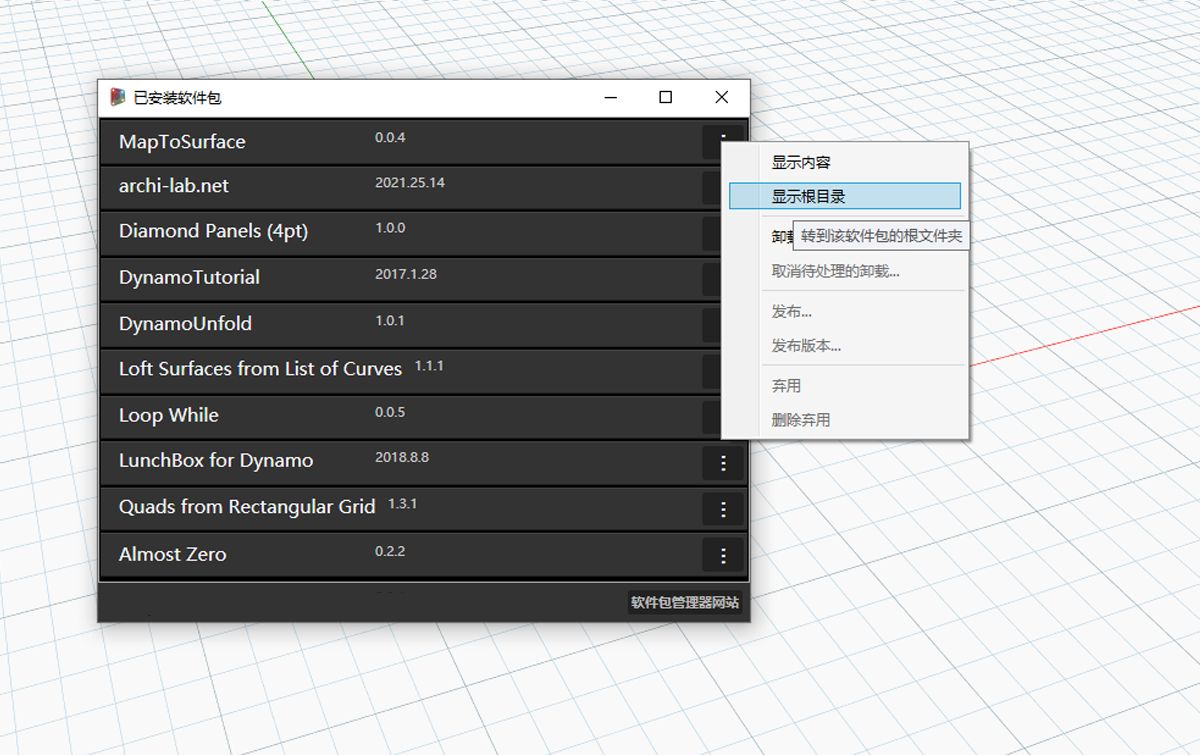 已安装软件包
MapToSurface 0.0.4
archi-lab.net 2021.25.14
Diamond Panels (4pt) 1.0.0
DynamoTutorial 2017.1.28
DynamoUnfold 1.0.1
Loft Surfaces from List of Curves 1.1.1
Loop While 0.0.5
LunchBox for Dynamo 2018.8.8
Quads from Rectangular Grid 1.3.1
Almost Zero 0.2.2
软件包管理器网站
显示内容
显示根目录
卸
转到该软件包的根文件夹
取消待处理的卸载...
发布...
发布版本...
弃用
删除弃用